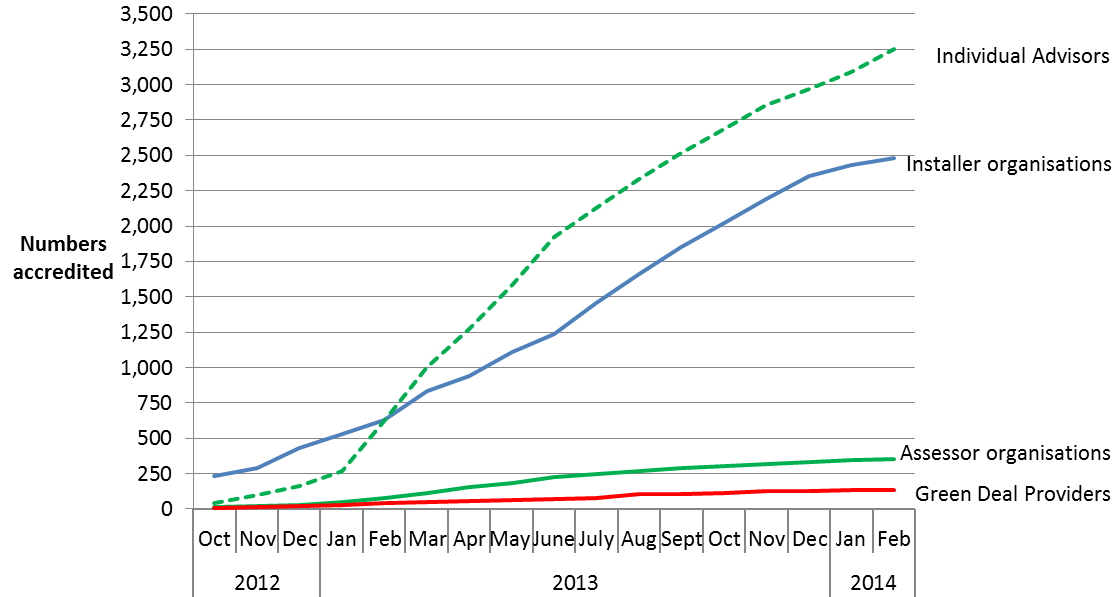 3,500
3,250
3,000
2,750
2,500
2,250
2,000
1,750
1,500
1,250
1,000
750
500
250
0
Numbers
accredited
Individual Advisors
Installer organisations
Assessor organisations
Green Deal Providers
Oct Nov Dec Jan Feb Mar Apr May June July Aug Sept Oct Nov Dec Jan Feb
2012 2013 2014